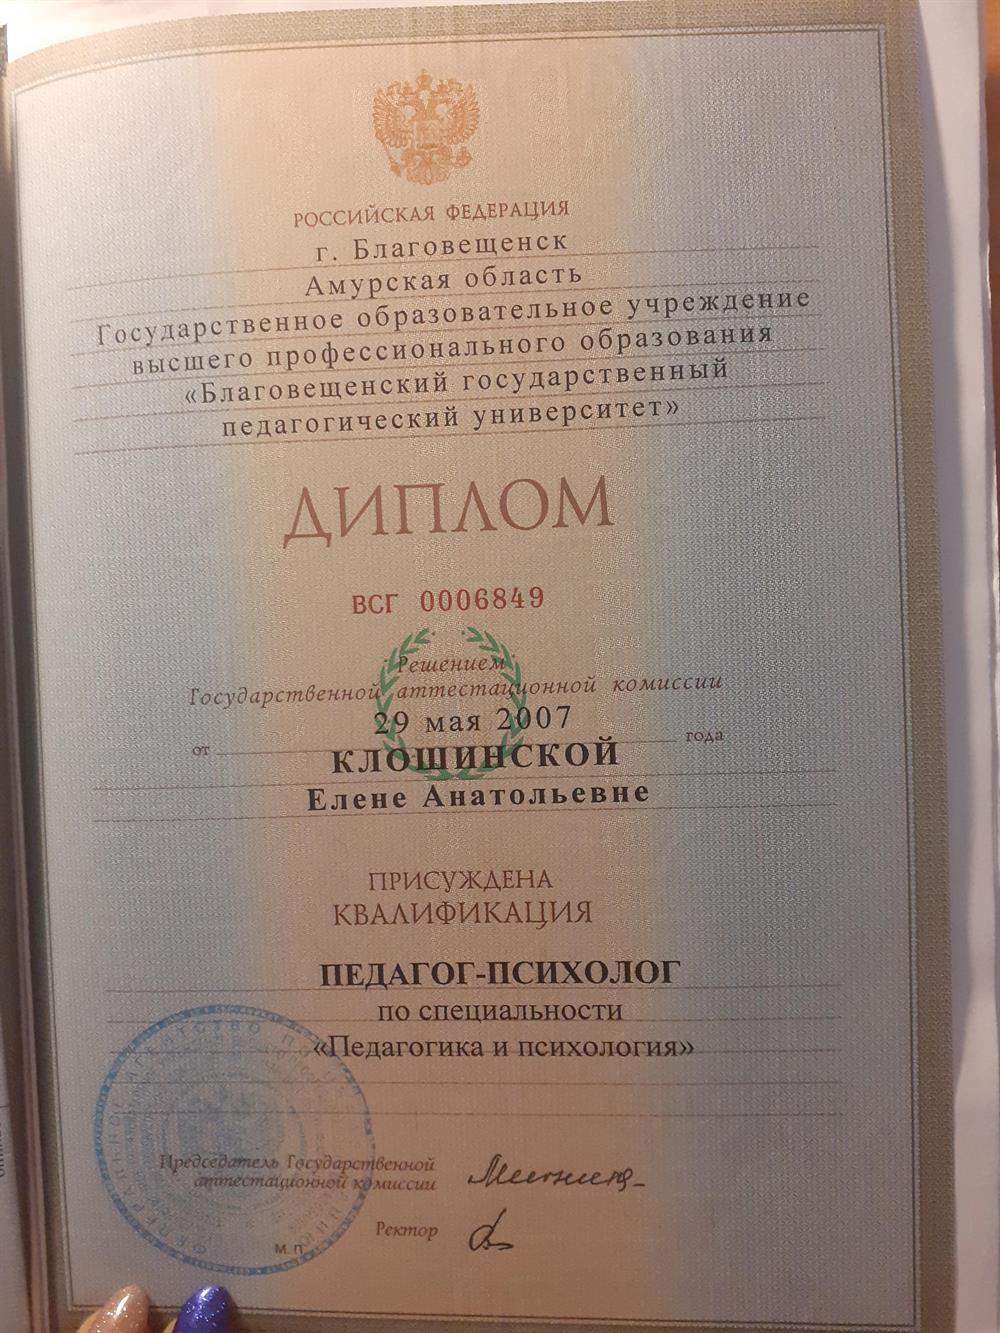 РОССИЙСКАЯ ФЕДЕРАЦИЯ
г. Благовещенск
Амурская область
Государственное образовательное учреждение
высшего профессионального образования
«Благовещенский государственный
педагогический университет»
ДИПЛОМ
ВСГ 0006849
Решением
Государственной аттестационной комиссии
от 29 мая 2007 года
КЛОШИНСКОЙ
Елене Анатольевне
ПРИСУЖДЕНА
КВАЛИФИКАЦИЯ
ПЕДАГОГ-ПСИХОЛОГ
по специальности
«Педагогика и психология»
Председатель Государственной
аттестационной комиссии
Ректор
М.П.